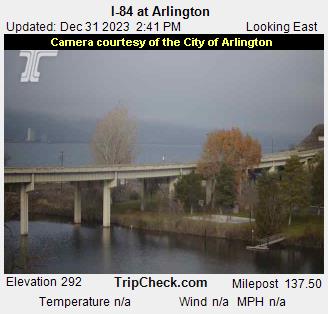 I-84 at Arlington
Updated: Dec 31 2023 2:41 PM Looking East
Camera courtesy of the City of Arlington
Elevation 292 TripCheck.com Milepost 137.50
Temperature n/a Wind n/a MPH n/a